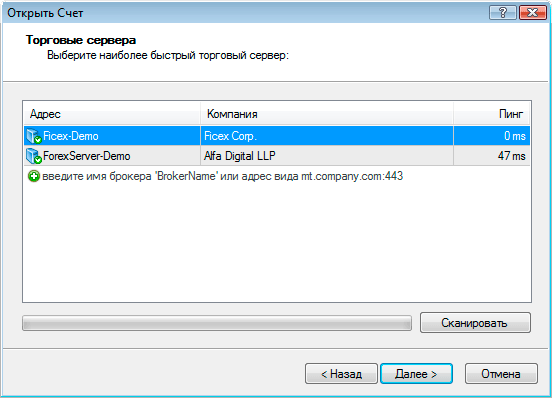 Открыть Счет
Торговые сервера
Выберите наиболее быстрый торговый сервер:
Адрес Компания Пинг
Ficex-Demo Ficex Corp. 0 ms
ForexServer-Demo Alfa Digital LLP 47 ms
введите имя брокера 'BrokerName' или адрес вида mt.company.com:443
Сканировать
< Назад Далее > Отмена